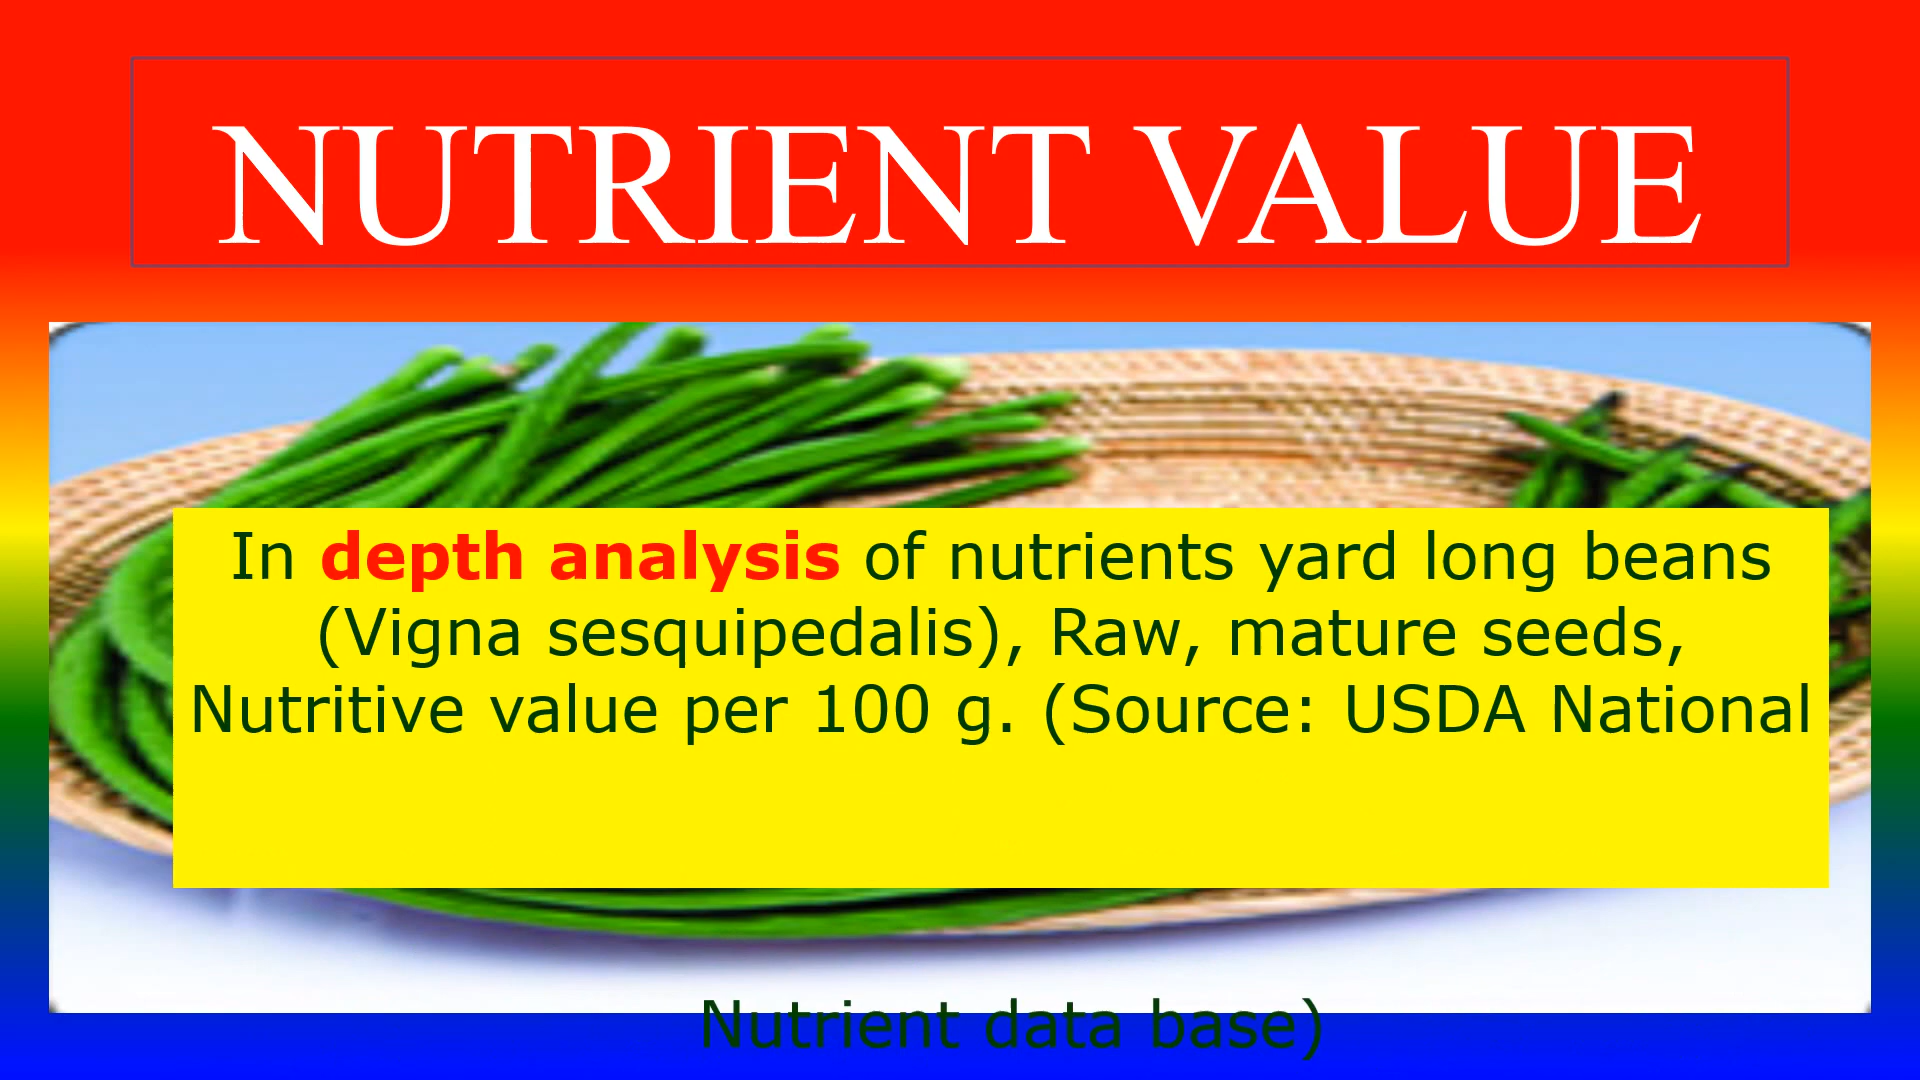 NUTRIENT VALUE
In depth analysis of nutrients yard long beans
(Vigna sesquipedalis), Raw, mature seeds,
Nutritive value per 100 g. (Source: USDA National
Nutrient data base)